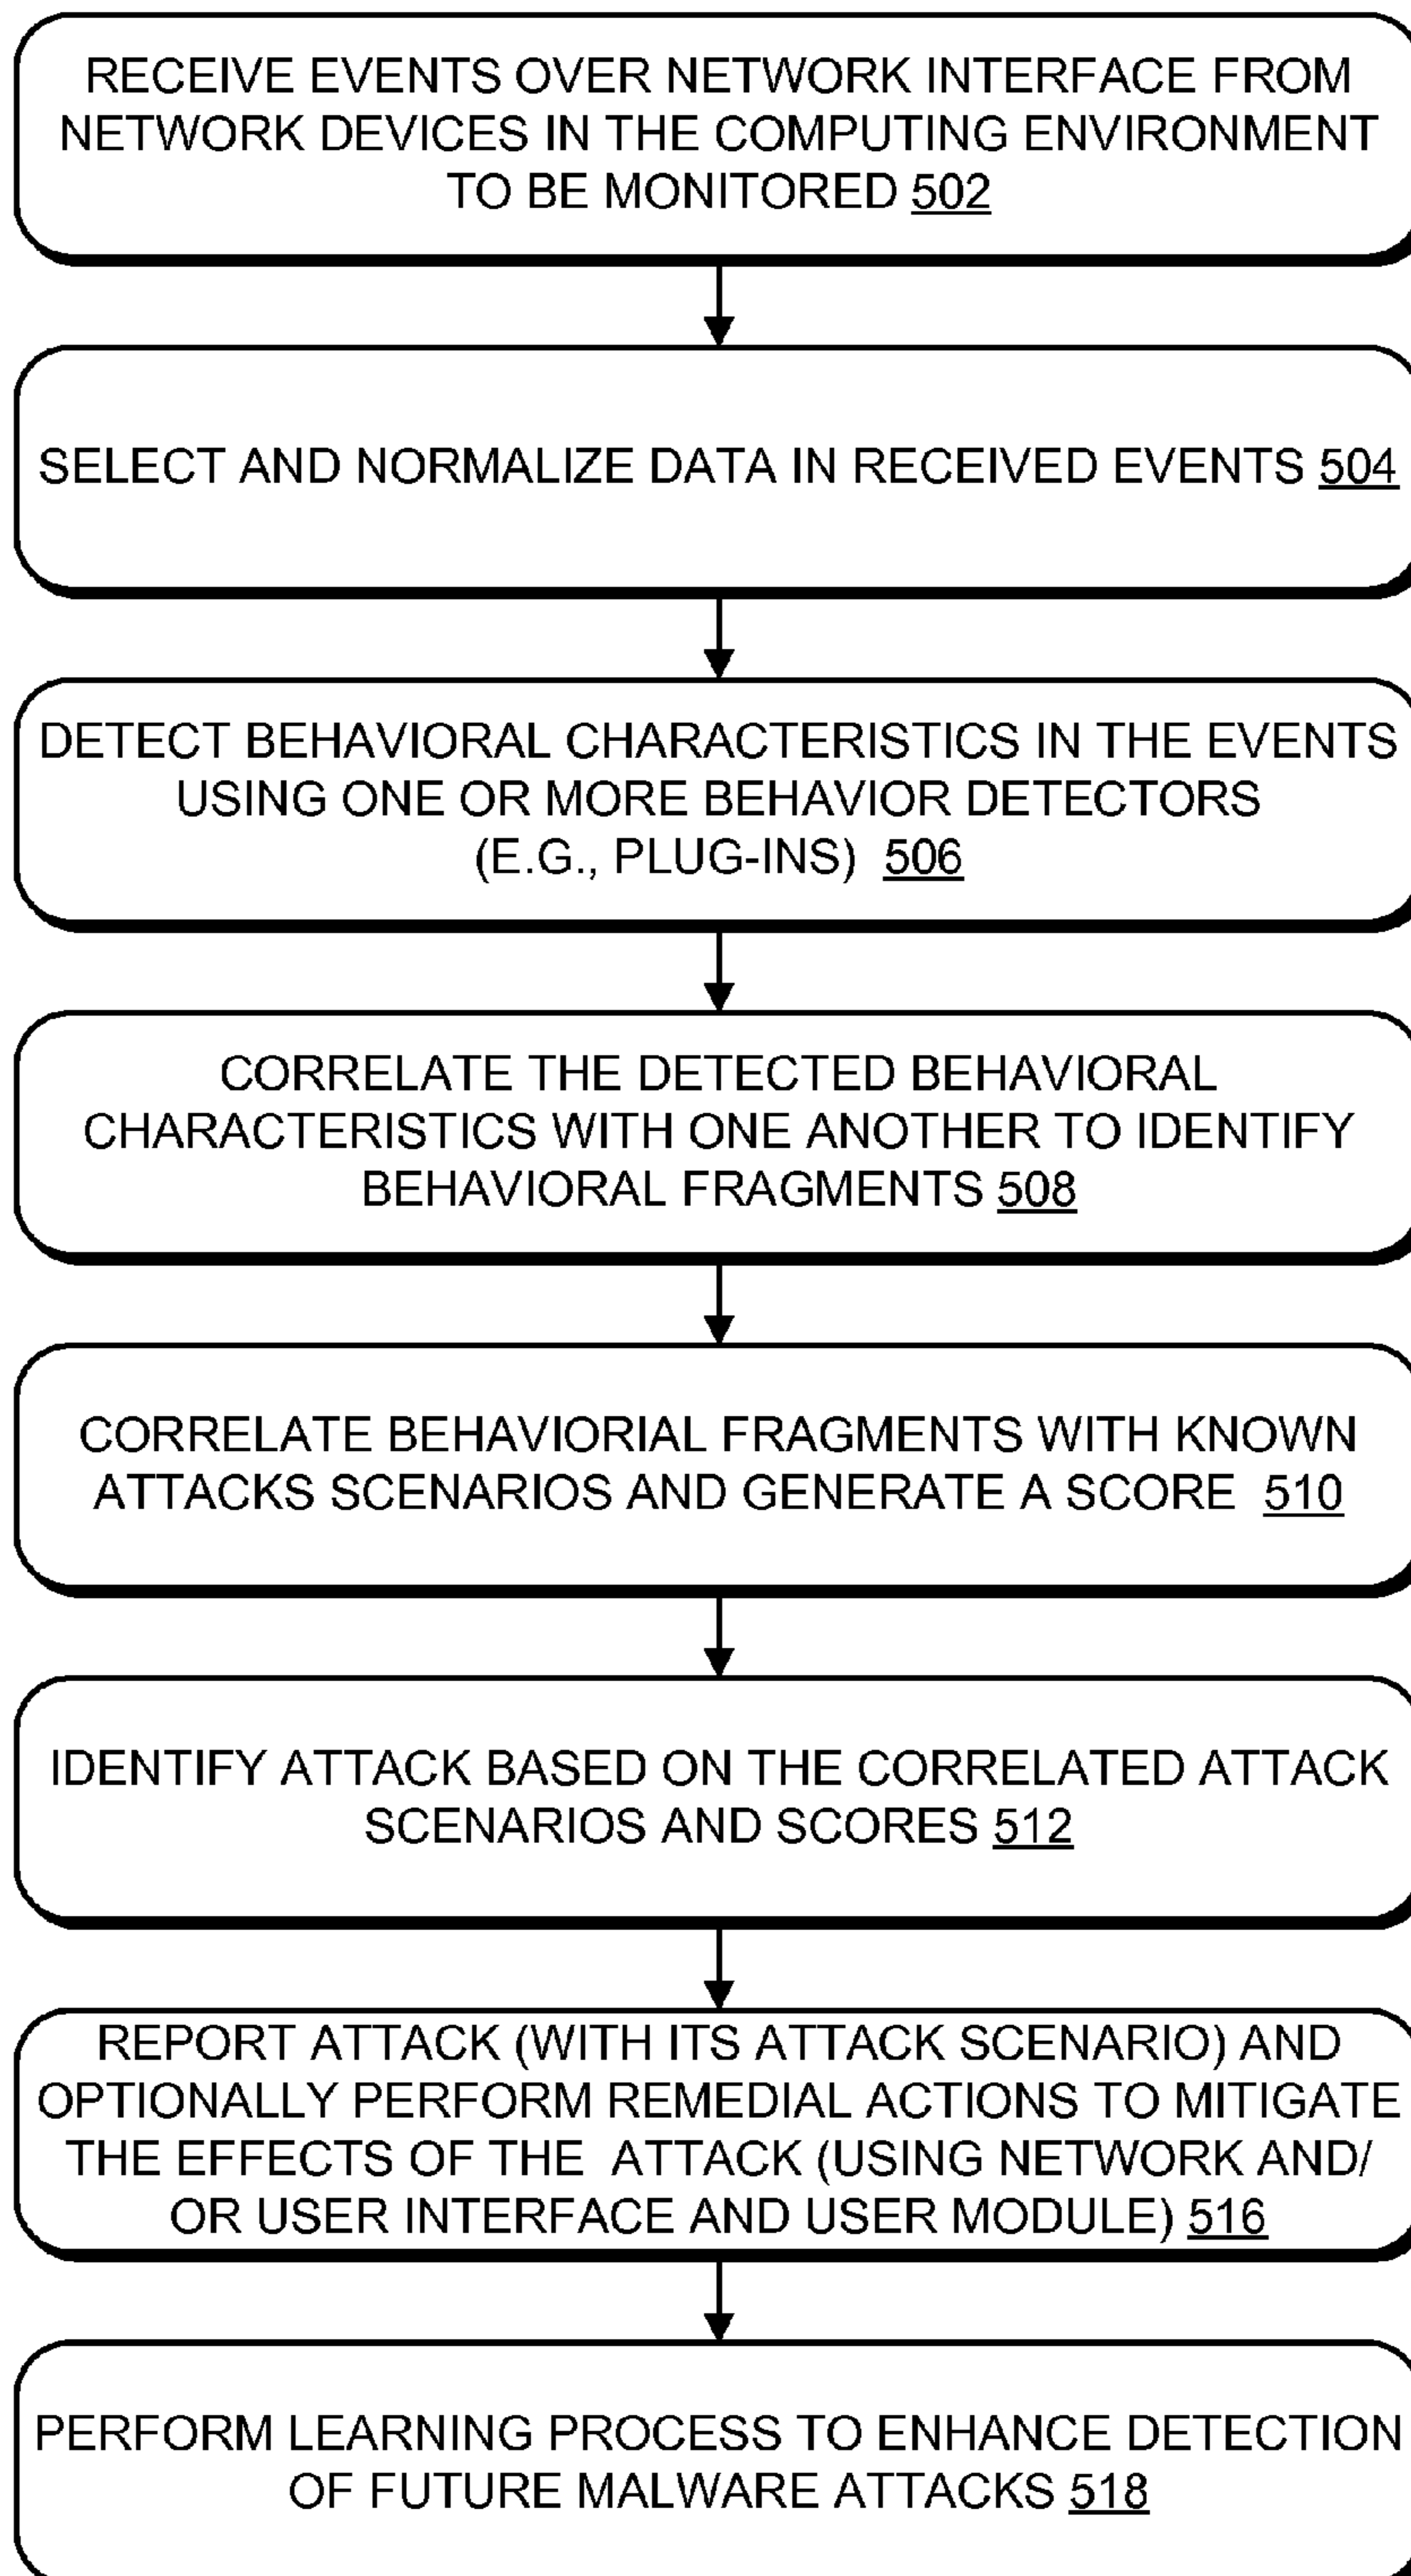 RECEIVE EVENTS OVER NETWORK INTERFACE FROM
NETWORK DEVICES IN THE COMPUTING ENVIRONMENT
TO BE MONITORED 502
SELECT AND NORMALIZE DATA IN RECEIVED EVENTS 504
DETECT BEHAVIORAL CHARACTERISTICS IN THE EVENTS
USING ONE OR MORE BEHAVIOR DETECTORS
(E.G., PLUG-INS) 506
CORRELATE THE DETECTED BEHAVIORAL
CHARACTERISTICS WITH ONE ANOTHER TO IDENTIFY
BEHAVIORAL FRAGMENTS 508
CORRELATE BEHAVIORIAL FRAGMENTS WITH KNOWN
ATTACKS SCENARIOS AND GENERATE A SCORE 510
IDENTIFY ATTACK BASED ON THE CORRELATED ATTACK
SCENARIOS AND SCORES 512
REPORT ATTACK (WITH ITS ATTACK SCENARIO) AND
OPTIONALLY PERFORM REMEDIAL ACTIONS TO MITIGATE
THE EFFECTS OF THE ATTACK (USING NETWORK AND/
OR USER INTERFACE AND USER MODULE) 516
PERFORM LEARNING PROCESS TO ENHANCE DETECTION
OF FUTURE MALWARE ATTACKS 518